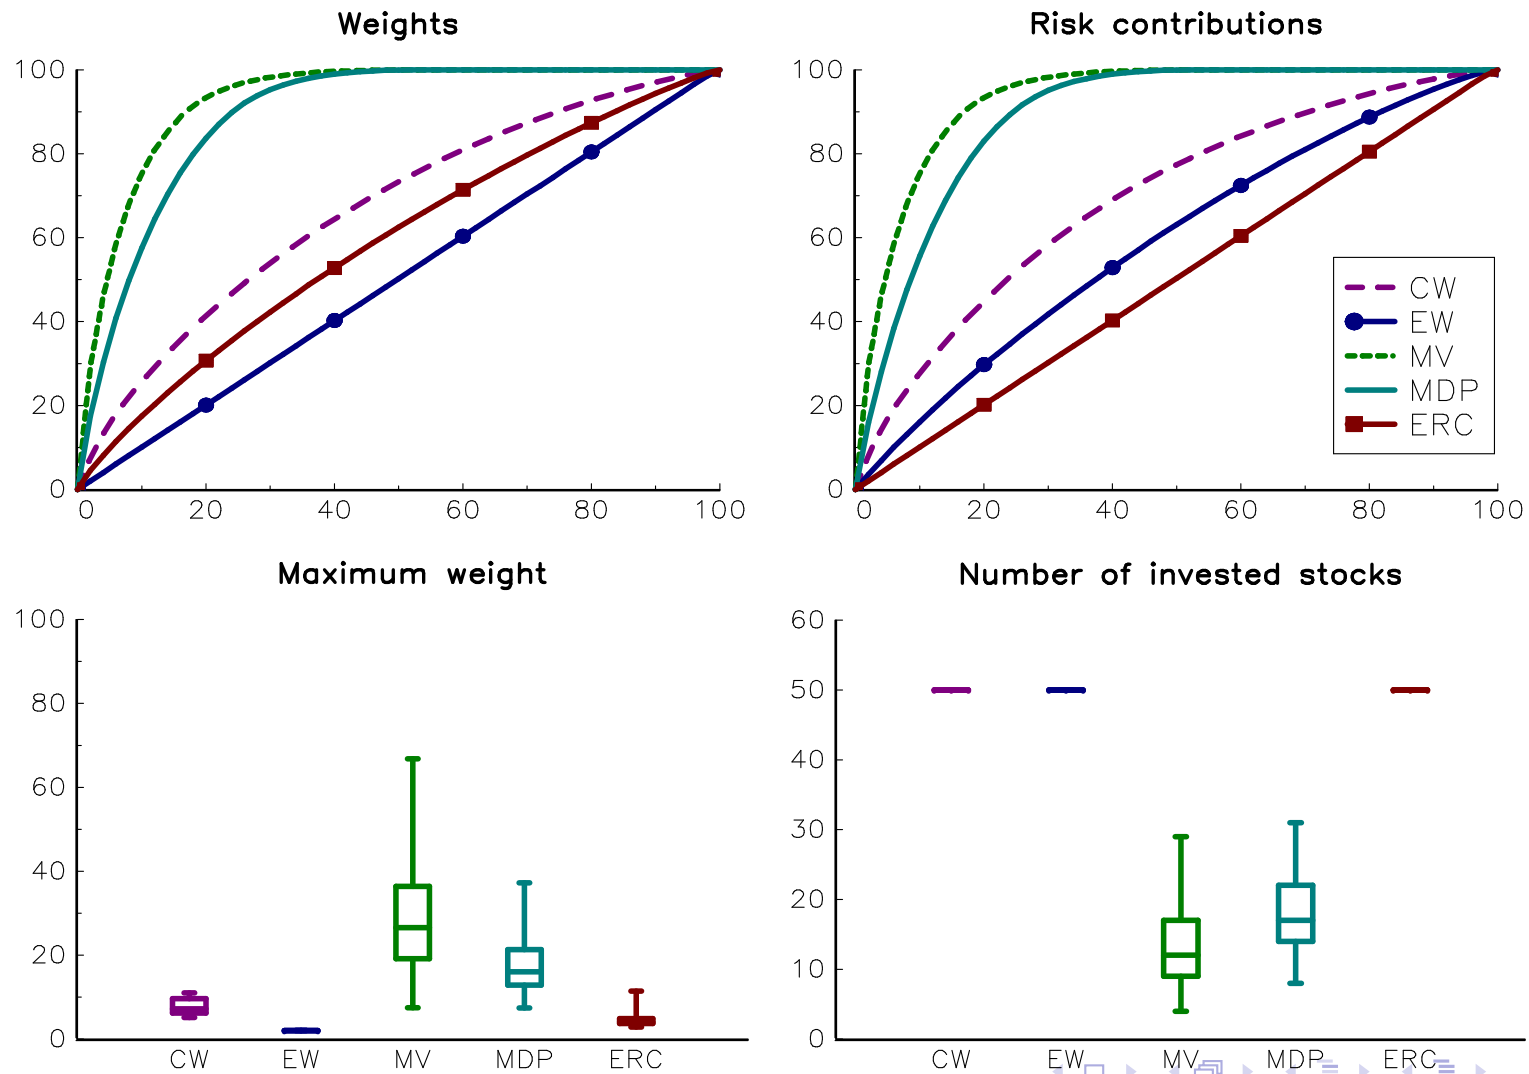 Weights
100
80
60
40
20
0
0 20 40 60 80 100
Risk contributions
100
80
60
40
20
0
0 20 40 60 80 100
CW
EW
MV
MDP
ERC
Maximum weight
100
80
60
40
20
0
CW EW MV MDP ERC
Number of invested stocks
60
50
40
30
20
10
0
CW EW MV MDP ERC